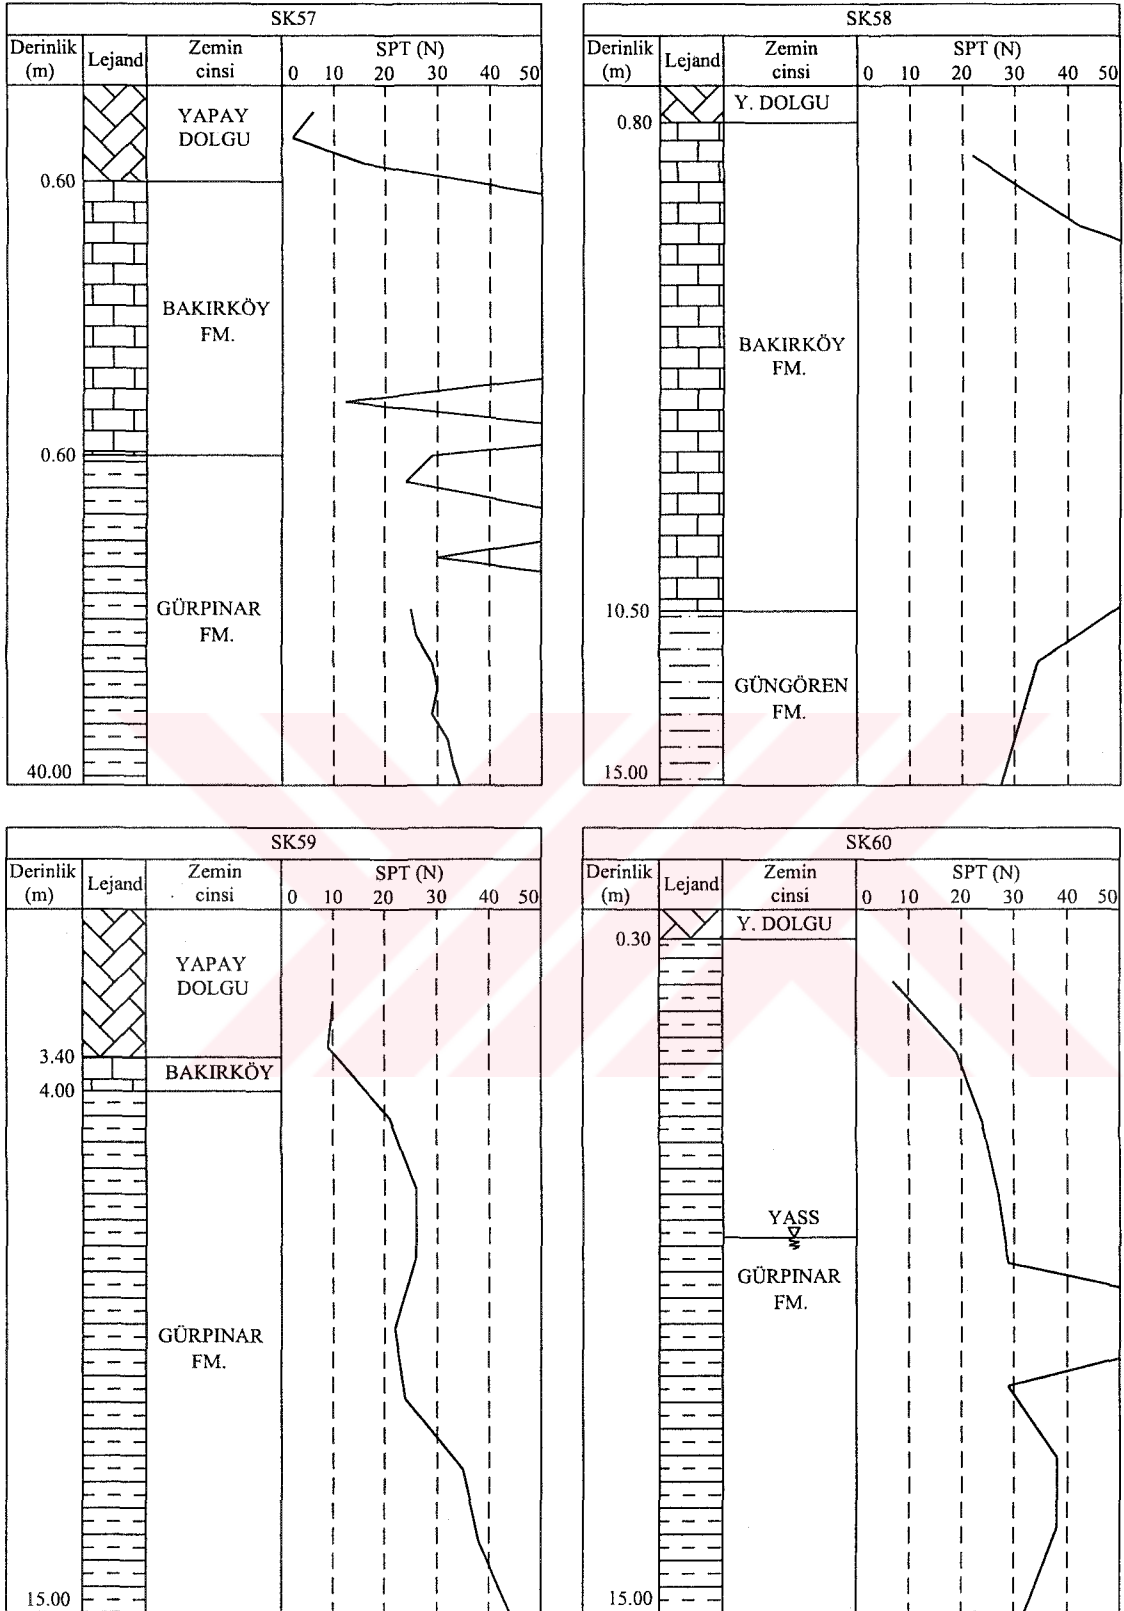 SK57
Derinlik (m) Lejand Zemin cinsi SPT (N)
0 10 20 30 40 50
YAPAY
DOLGU
0.60
BAKIRKÖY
FM.
0.60
GÜRPINAR
FM.
40.00
SK58
Derinlik (m) Lejand Zemin cinsi SPT (N)
0 10 20 30 40 50
Y. DOLGU
0.80
BAKIRKÖY
FM.
10.50
GÜNGÖREN
FM.
15.00
SK59
Derinlik (m) Lejand Zemin cinsi SPT (N)
0 10 20 30 40 50
YAPAY
DOLGU
3.40
BAKIRKÖY
4.00
GÜRPINAR
FM.
15.00
SK60
Derinlik (m) Lejand Zemin cinsi SPT (N)
0 10 20 30 40 50
Y. DOLGU
0.30
YASS
GÜRPINAR
FM.
15.00